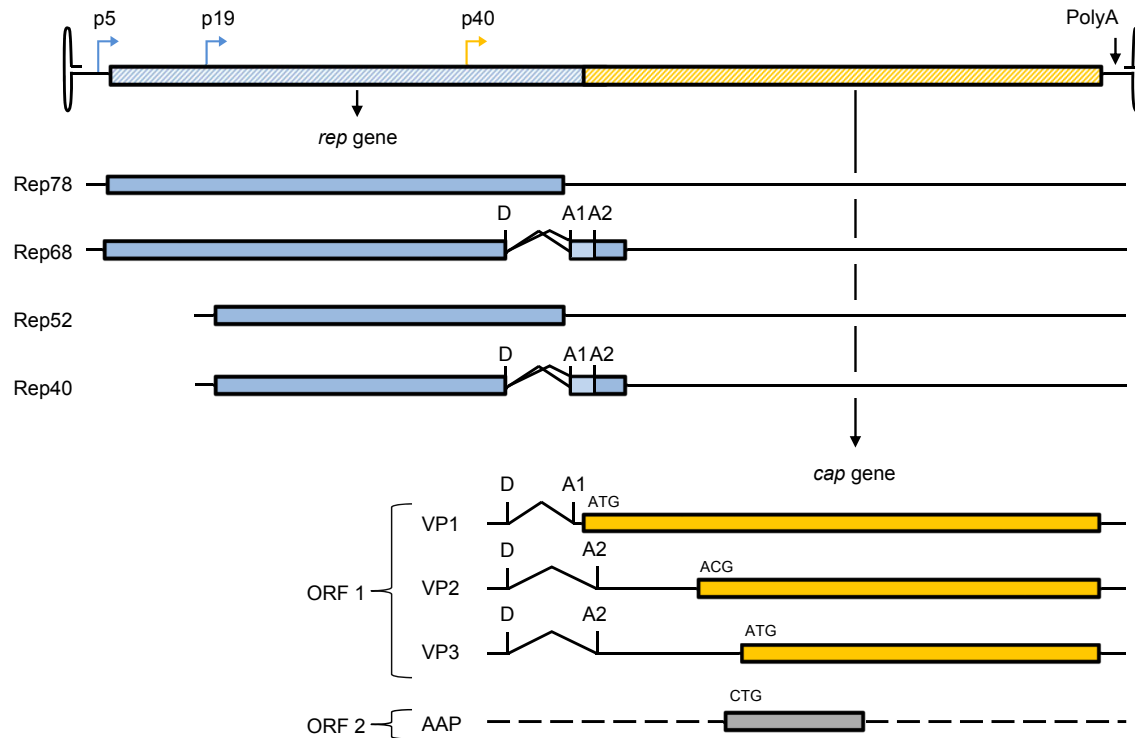 p5 p19 p40 PolyA
rep gene
Rep78
D A1 A2
Rep68
Rep52
D A1 A2
Rep40
cap gene
D A1
ATG
VP1
D A2
ACG
VP2
ORF 1
D A2
ATG
VP3
CTG
ORF 2 AAP